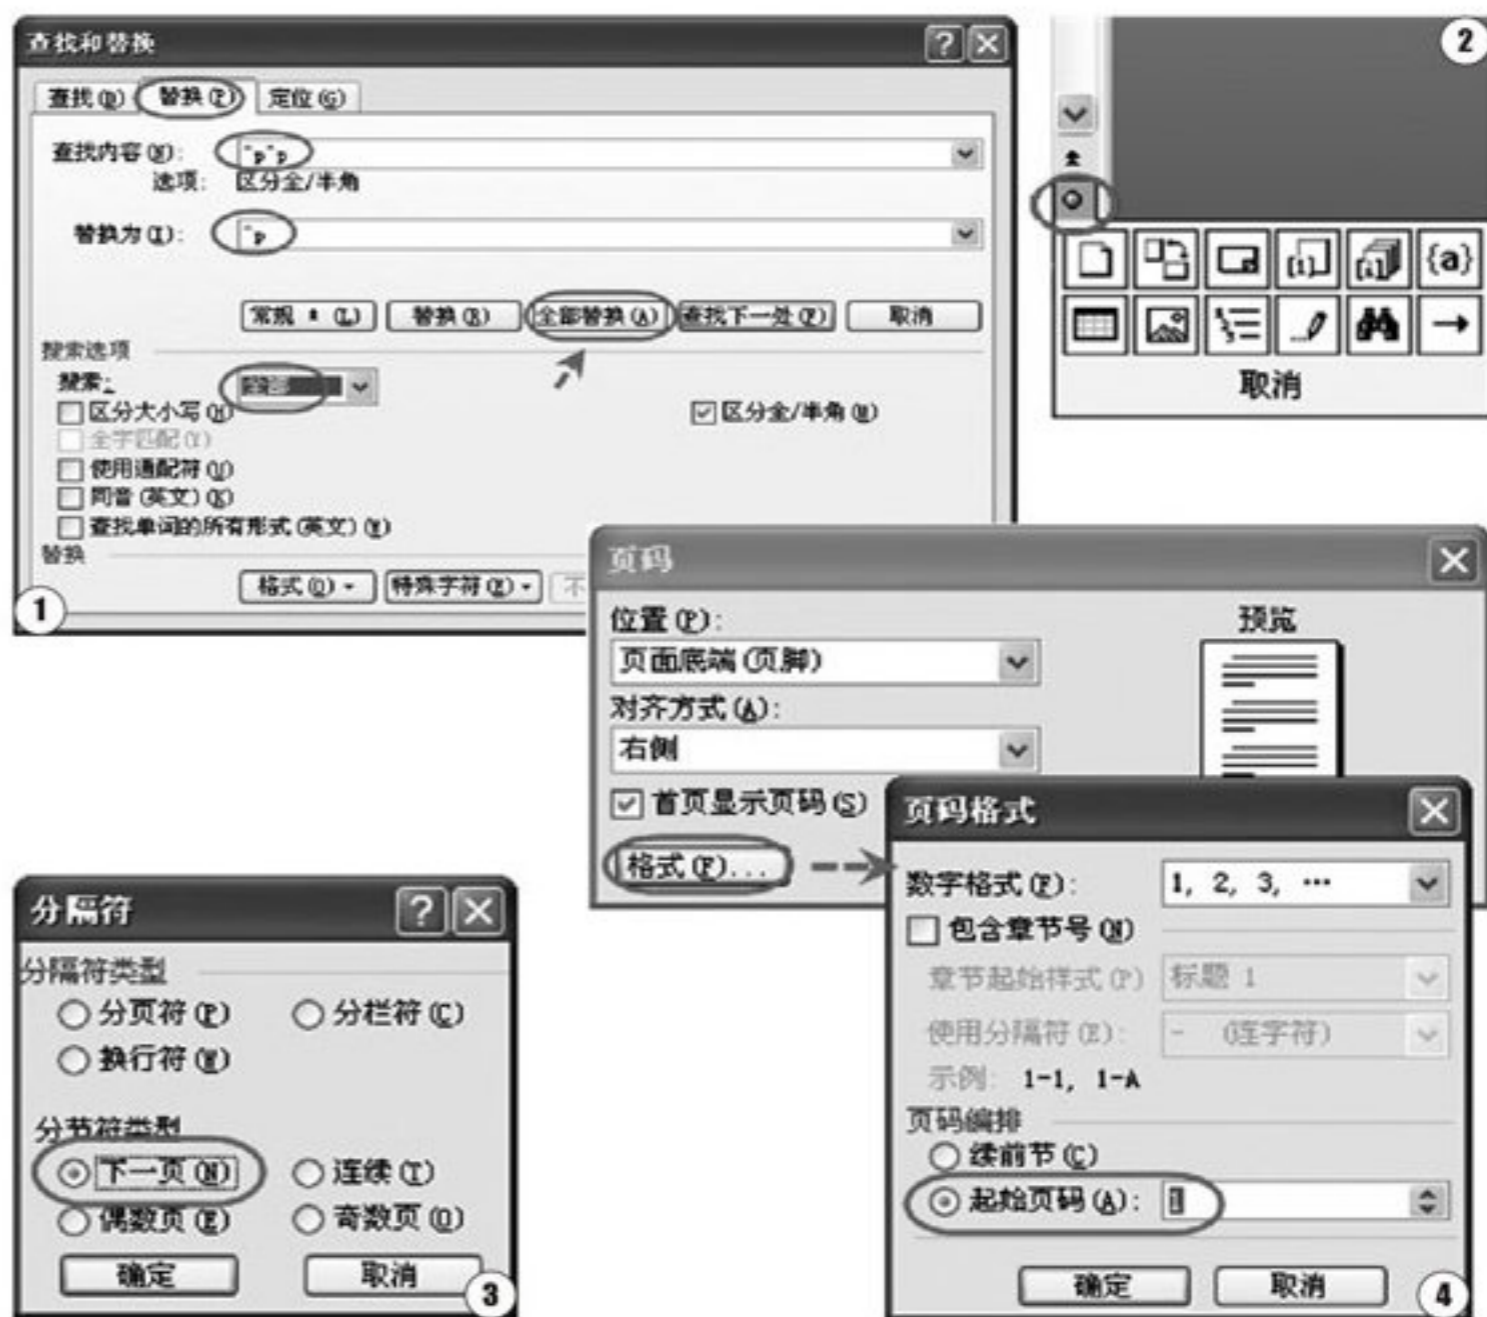 查找和替换
查找(D) 替换(P) 定位(G)
查找内容(N): ^p^p
选项: 区分全/半角
替换为(I): ^p
常规 (L) 替换(R) 全部替换(A) 查找下一处(F) 取消
搜索选项
搜索:
区分大小写(H) 区分全/半角(M)
全字匹配(Y)
使用通配符(U)
同音(英文)(K)
查找单词的所有形式(英文)(W)
替换
格式(O) 特殊字符(E) 不
1
2
[1] [i] {a}
取消
页码
位置(P): 预览
页面底端(页脚)
对齐方式(A):
右侧
首页显示页码(S)
格式(F)...
分隔符
分隔符类型
分页符(P) 分栏符(C)
换行符(W)
分节符类型
下一页(N) 连续(T)
偶数页(E) 奇数页(O)
确定 取消
3
页码格式
数字格式(F): 1, 2, 3, …
包含章节号(N)
章节起始样式(P) 标题 1
使用分隔符(E): - (连字符)
示例: 1-1, 1-A
页码编排
续前节(C)
起始页码(A):
确定 取消
4